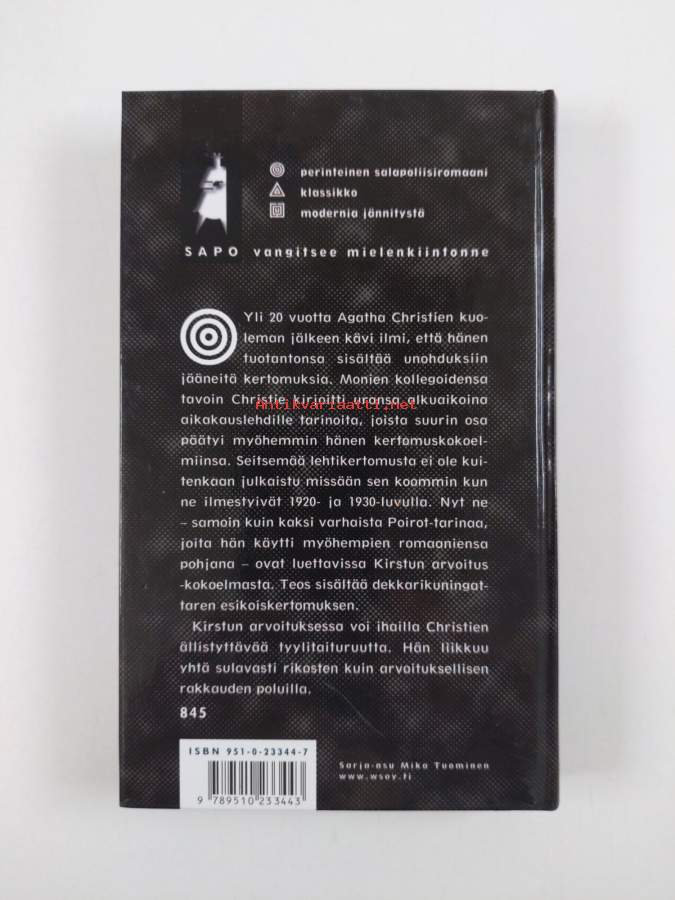 perinteinen salapoliisiromaani
klassikko
modernia jännitystä
SAPO vangitsee mielenkiintonne
Yli 20 vuotta Agatha Christien kuo-
leman jälkeen kävi ilmi, että hänen
tuotantonsa sisältää unohduksiin
jääneitä kertomuksia. Monien kollegoidensa
tavoin Christie kirjoitti uransa alkuaikoina
Antikvariaatti.net
aikakauslehdille tarinoita, joista suurin osa
päätyi myöhemmin hänen kertomuskokoel-
miinsa. Seitsemää lehtikertomusta ei ole kui-
tenkaan julkaistu missään sen koommin kun
ne ilmestyivät 1920- ja 1930-luvulla. Nyt ne
– samoin kuin kaksi varhaista Poirot-tarinaa,
joita hän käytti myöhempien romaaniensa
pohjana – ovat luettavissa Kirstun arvoitus
-kokoelmasta. Teos sisältää dekkarikuningat-
taren esikoiskertomuksen.
Kirstun arvoituksessa voi ihailla Christien
ällistyttävää tyylitaituruutta. Hän liikkuu
yhtä sulavasti rikosten kuin arvoituksellisen
rakkauden poluilla.
845
ISBN 951-0-23344-7
9 789510 233443
Sarja-asu Mika Tuominen
www.wsoy.fi